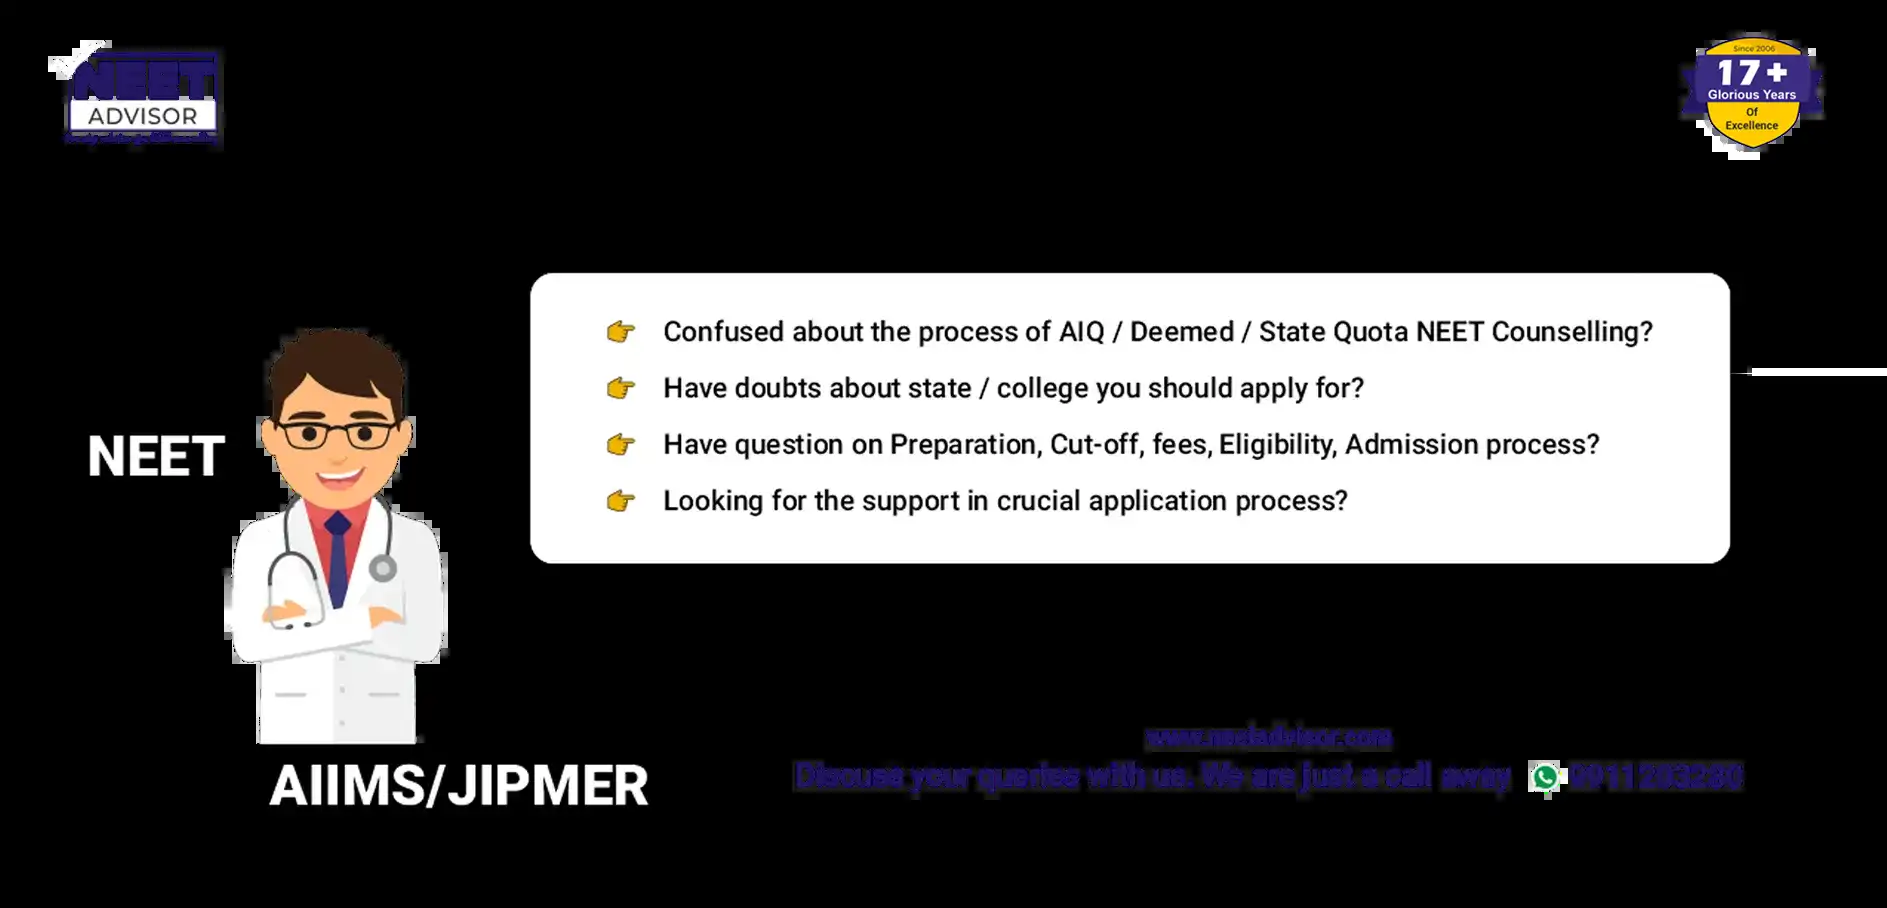 NEET
ADVISOR
Since 2006
17+
Glorious Years
Of
Excellence
Confused about the process of AIQ / Deemed / State Quota NEET Counselling?
Have doubts about state / college you should apply for?
Have question on Preparation, Cut-off, fees, Eligibility, Admission process?
Looking for the support in crucial application process?
NEET
AIIMS/JIPMER
www.neetadvisor.com
Discuss your queries with us. We are just a call away